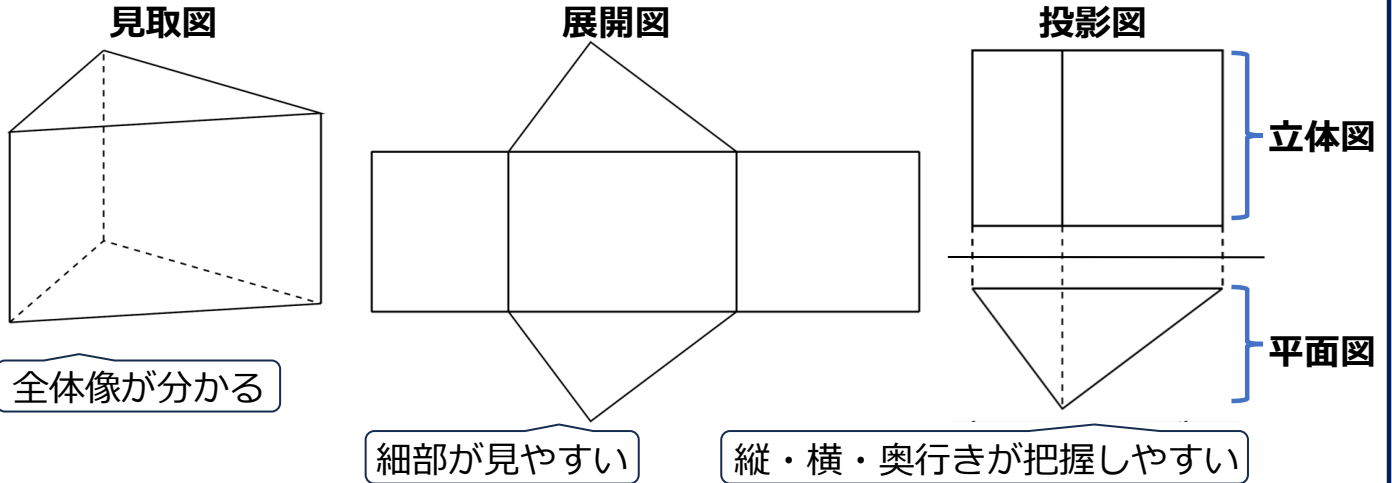 見取図
展開図
投影図
立体図
平面図
全体像が分かる
細部が見やすい
縦・横・奥行きが把握しやすい